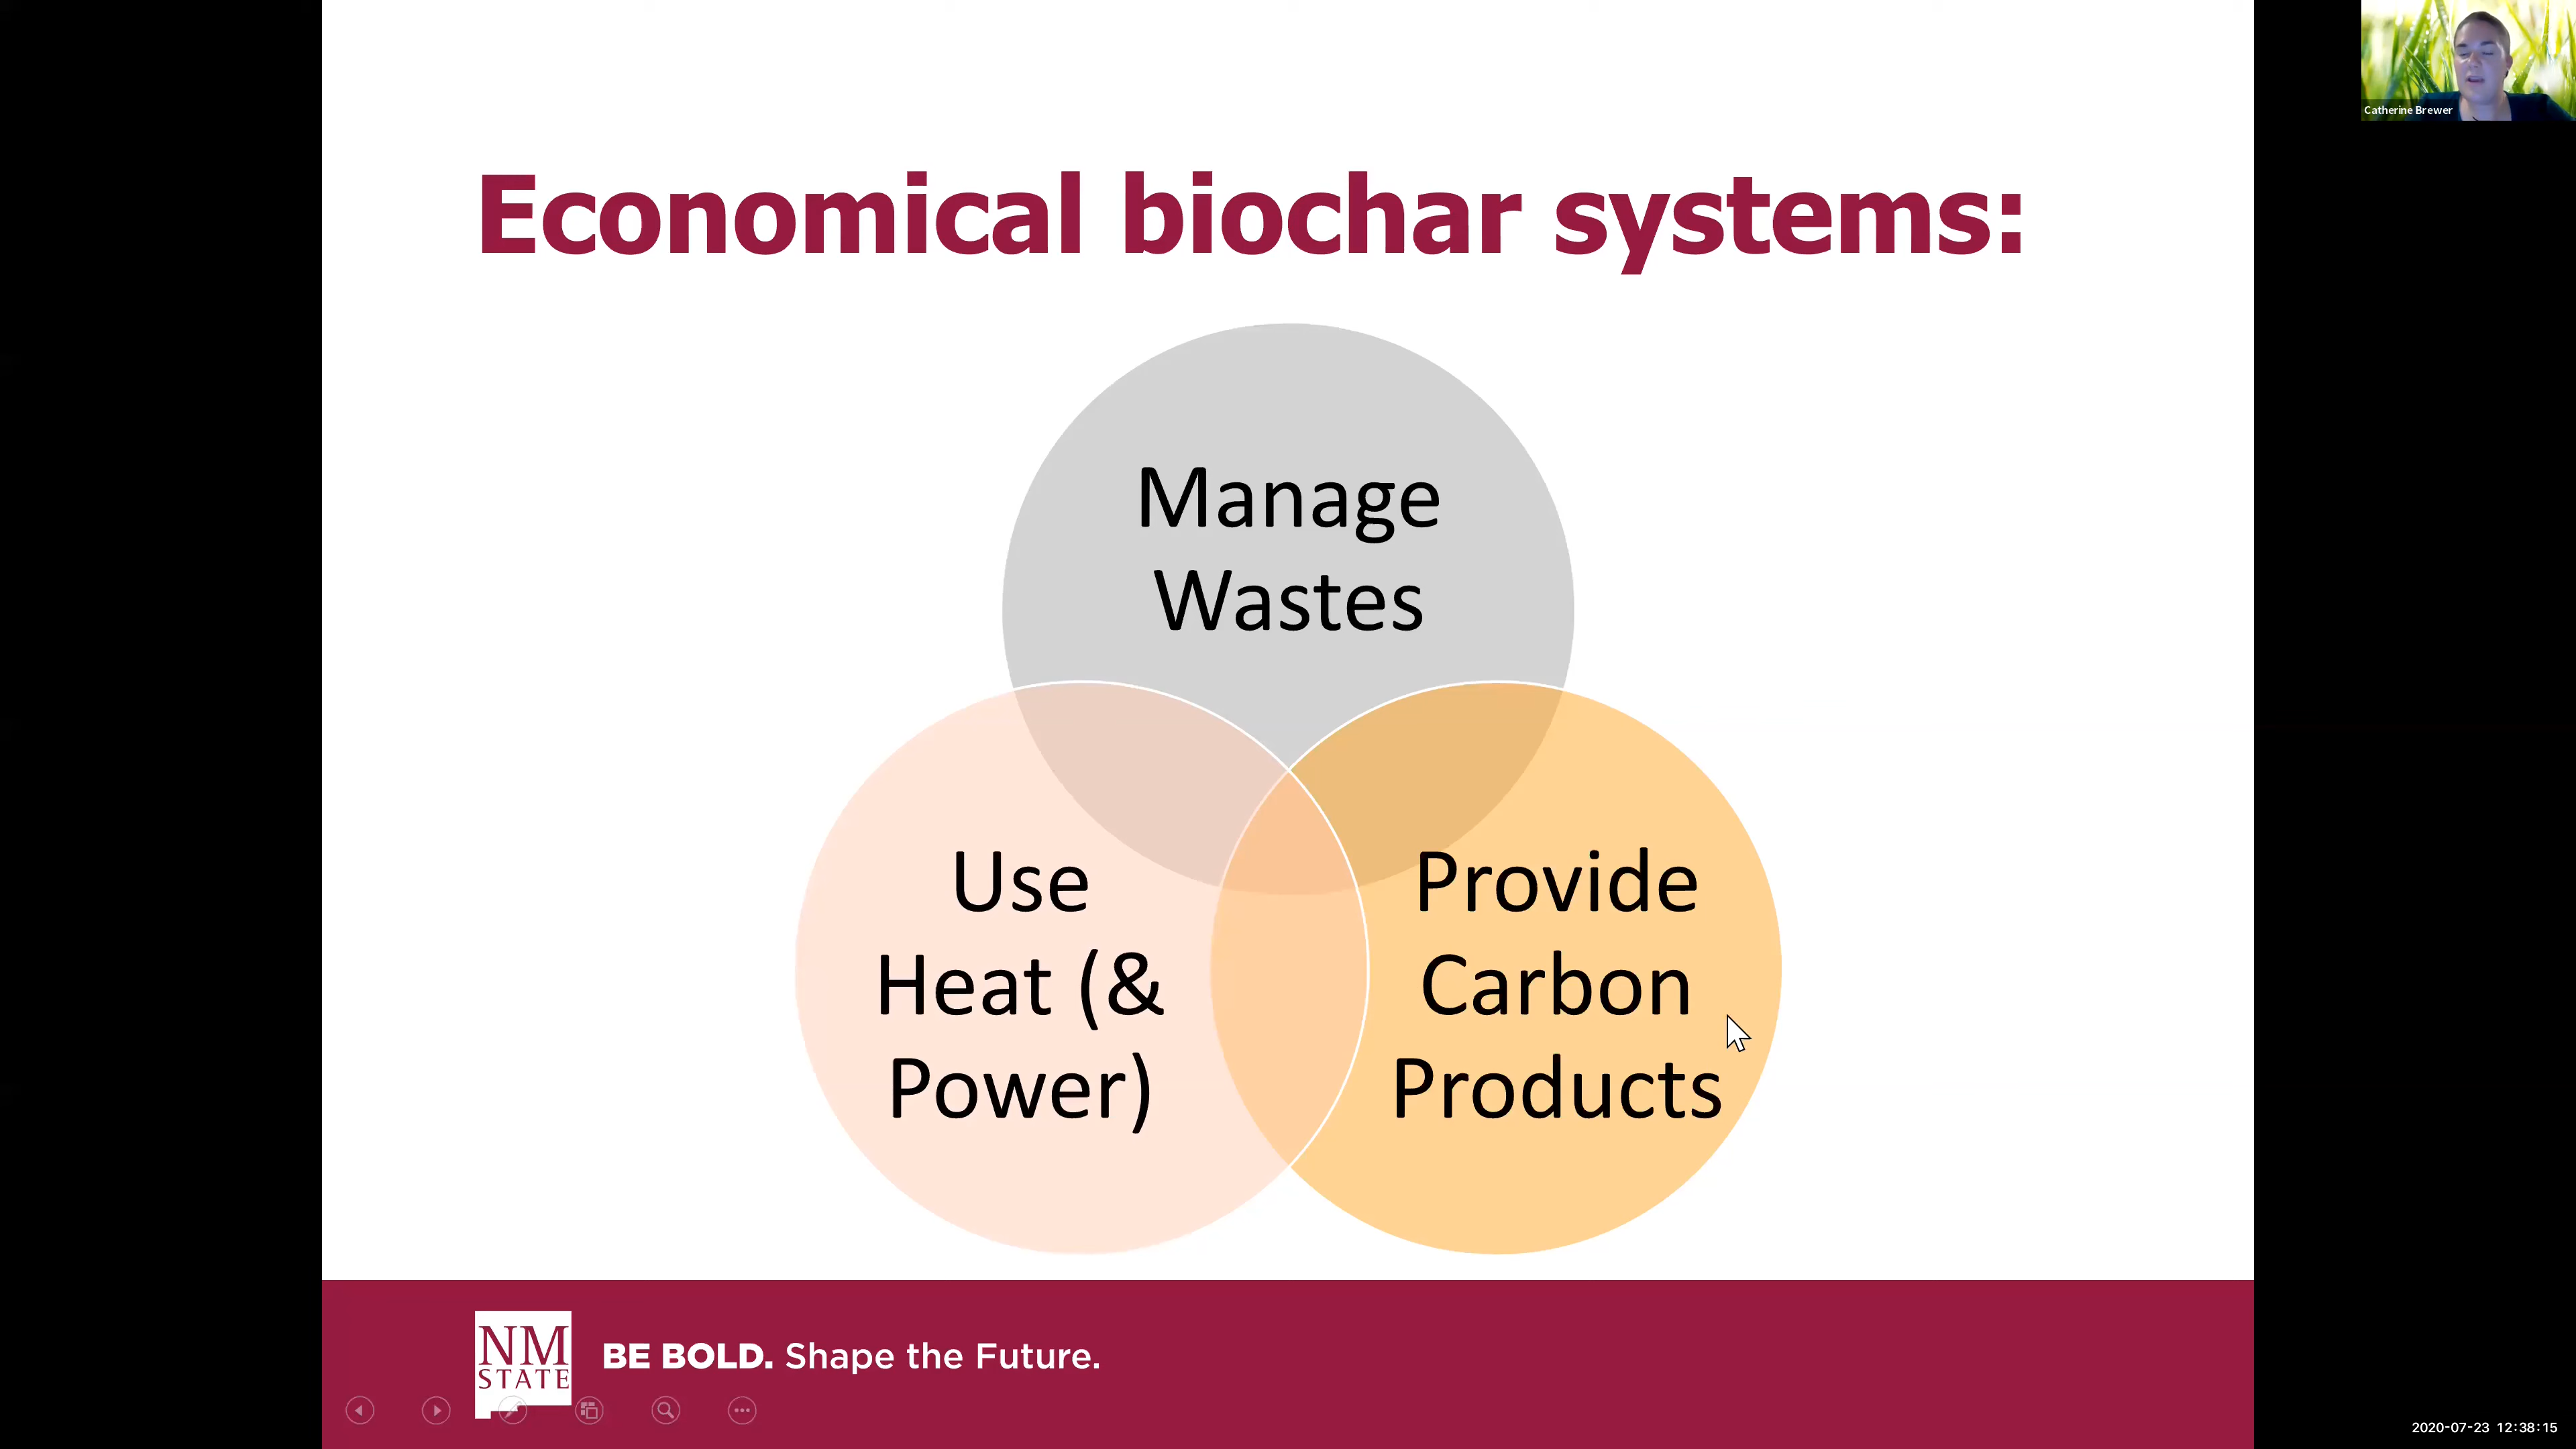 Catherine Brewer
Economical biochar systems:
Manage
Wastes
Use
Heat (&
Power)
Provide
Carbon
Products
NM
STATE
BE BOLD. Shape the Future.
2020-07-23 12:38:15